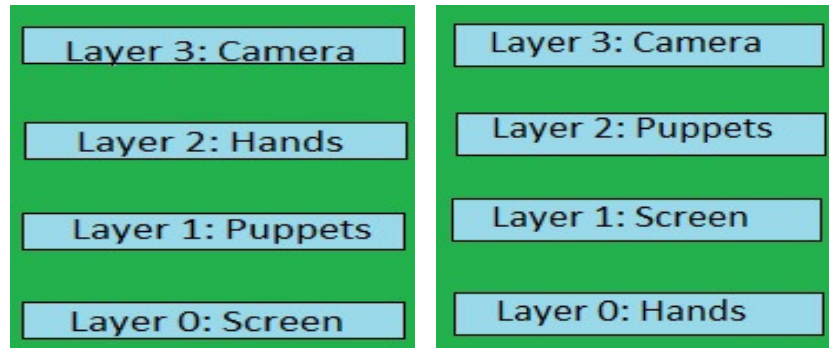 Layer 3: Camera
Layer 2: Hands
Layer 1: Puppets
Layer 0: Screen
Layer 3: Camera
Layer 2: Puppets
Layer 1: Screen
Layer 0: Hands